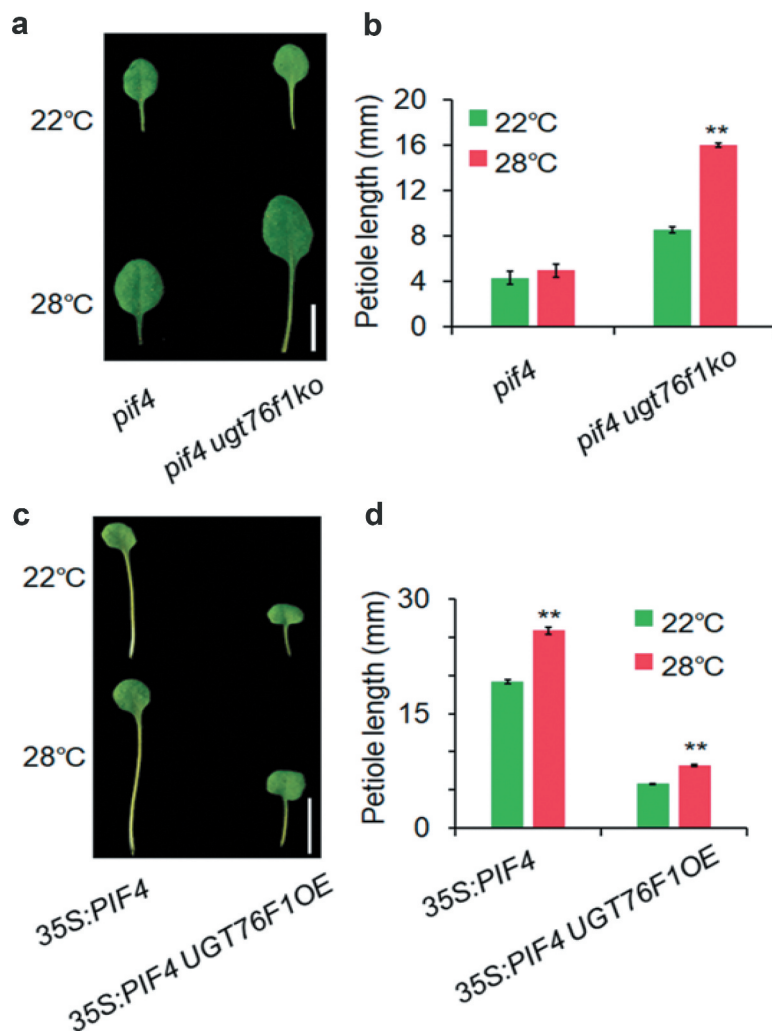 a
22°C
28°C
pif4
pif4 ugt76f1ko
b
Petiole length (mm)
20
16
12
8
4
0
22°C
28°C
**
pif4
pif4 ugt76f1ko
c
22°C
28°C
35S:PIF4
35S:PIF4 UGT76F1OE
d
Petiole length (mm)
30
15
0
22°C
28°C
**
**
35S:PIF4
35S:PIF4 UGT76F1OE